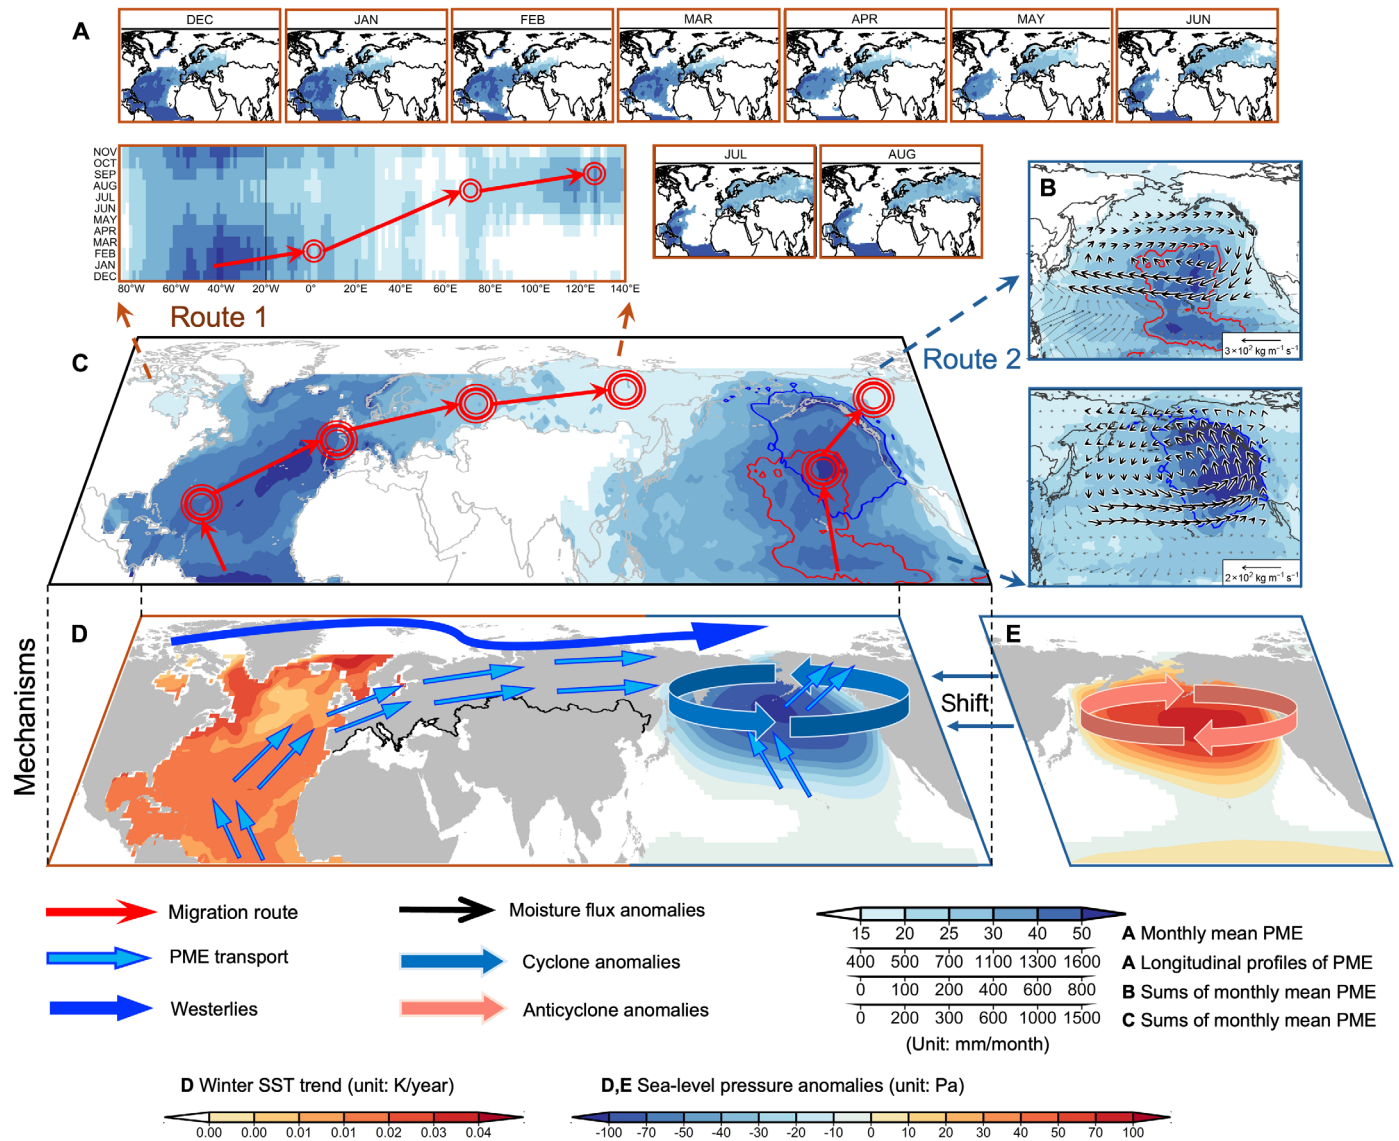 A
DEC JAN FEB MAR APR MAY JUN
NOV
OCT
SEP
AUG
JUL
JUN
MAY
APR
MAR
FEB
JAN
DEC
80°W 60°W 40°W 20°W 0° 20°E 40°E 60°E 80°E 100°E 120°E 140°E
JUL AUG
B
3×10² kg m⁻¹ s⁻¹
2×10² kg m⁻¹ s⁻¹
Route 1
Route 2
C
Mechanisms
D
E
Shift
Migration route
PME transport
Westerlies
Moisture flux anomalies
Cyclone anomalies
Anticyclone anomalies
15 20 25 30 40 50 A Monthly mean PME
400 500 700 1100 1300 1600 A Longitudinal profiles of PME
0 100 200 400 600 800 B Sums of monthly mean PME
0 200 300 600 1000 1500 C Sums of monthly mean PME
(Unit: mm/month)
D Winter SST trend (unit: K/year)
0.00 0.00 0.01 0.01 0.02 0.03 0.04
D,E Sea-level pressure anomalies (unit: Pa)
-100 -70 -50 -40 -20 -10 0 10 20 40 50 70 100